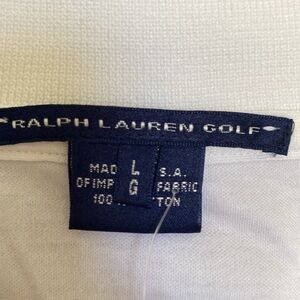 RALPH LAUREN GOLF
L
G
MAD S.A.
OF IMP FABRIC
100 TON